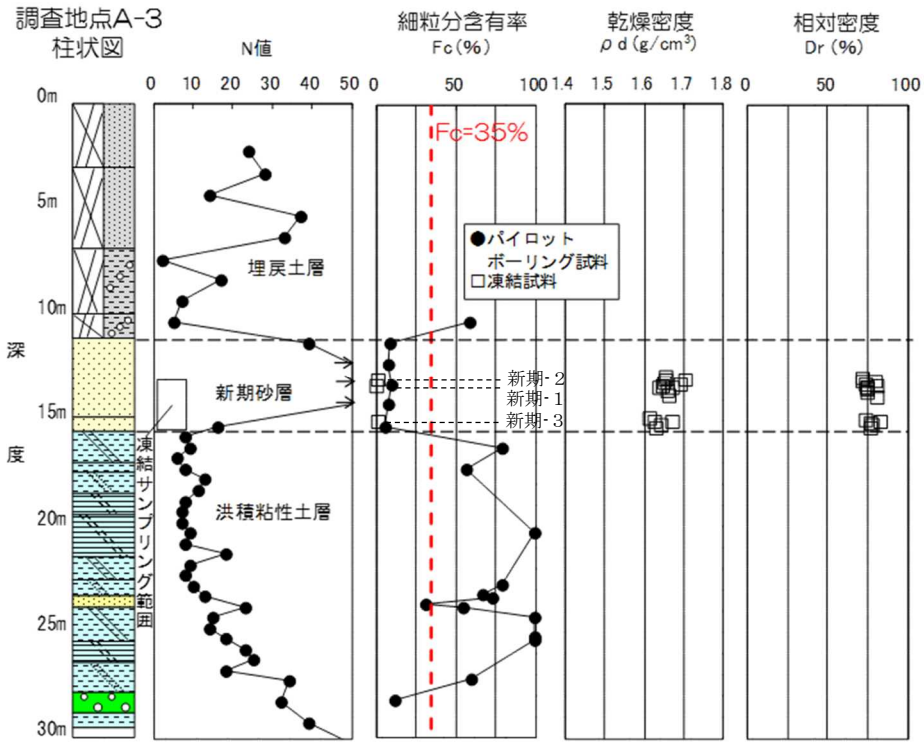 調査地点A-3
柱状図
N値
細粒分含有率
Fc(%)
乾燥密度
ρd(g/cm³)
相対密度
Dr(%)
0 10 20 30 40 50
0 50 100
1.4 1.5 1.6 1.7 1.8
0 50 100
0m
5m
10m
15m
20m
25m
30m
深
度
Fc=35%
●パイロット
ボーリング試料
□凍結試料
埋戻土層
新期砂層
新期-2
新期-1
新期-3
洪積粘性土層
凍結サンプリング範囲